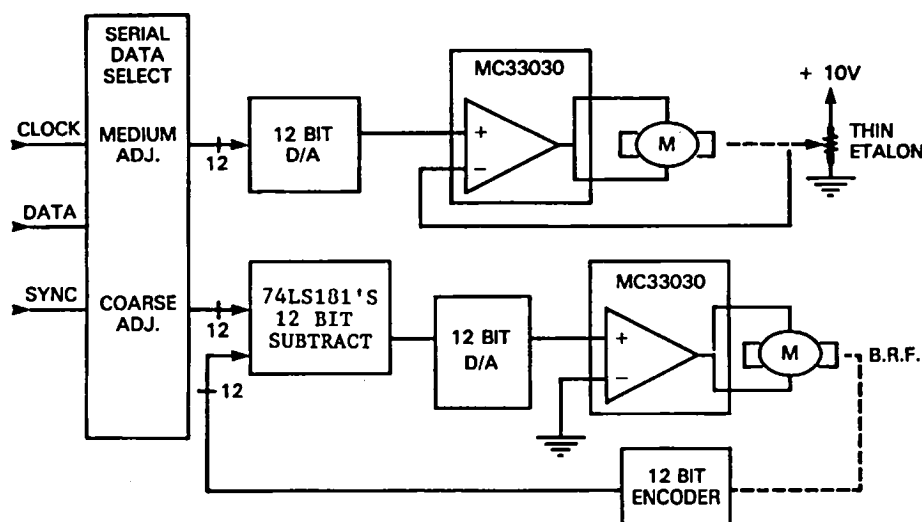 SERIAL
DATA
SELECT
CLOCK
MEDIUM
ADJ.
12
12 BIT
D/A
MC33030
+
−
M
+ 10V
THIN
ETALON
DATA
SYNC
COARSE
ADJ.
12
74LS181'S
12 BIT
SUBTRACT
12
12 BIT
D/A
MC33030
+
−
M
B.R.F.
12 BIT
ENCODER